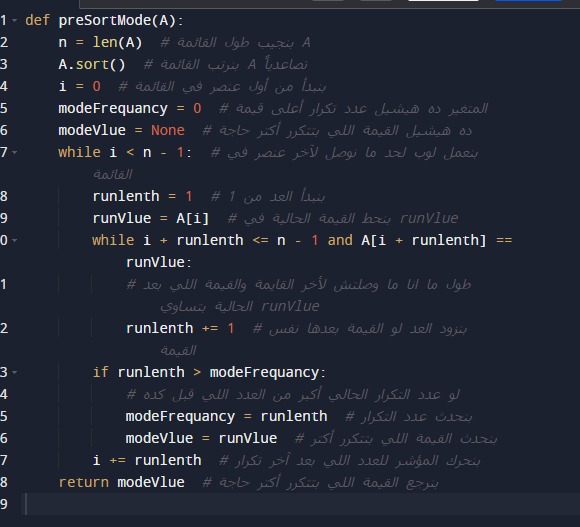 1 def preSortMode(A):
2 n = len(A) # بنجيب طول القائمة A
3 A.sort() # بنرتب القائمة A تصاعدياً
4 i = 0 # بنبدأ من أول عنصر في القائمة
5 modeFrequancy = 0 # المتغير ده هيشيل عدد تكرار أعلى قيمة
6 modeVlue = None # ده هيشيل القيمة اللي بتتكرر أكتر حاجة
7 while i < n - 1: # بنعمل لوب لحد ما نوصل لآخر عنصر في
القائمة
8 runlenth = 1 # بنبدأ العد من 1
9 runVlue = A[i] # بنحط القيمة الحالية في runVlue
0 while i + runlenth <= n - 1 and A[i + runlenth] ==
runVlue:
1 # طول ما انا ما وصلتش لأخر القايمة والقيمة اللي بعد
الحالية بتساوي runVlue
2 runlenth += 1 # بنزود العد لو القيمة بعدها نفس
القيمة
3 if runlenth > modeFrequancy:
4 # لو عدد التكرار الحالي أكبر من العدد اللي قبل كده
5 modeFrequancy = runlenth # بنحدث عدد التكرار
6 modeVlue = runVlue # بنحدث القيمة اللي بتتكرر أكتر
7 i += runlenth # بنحرك المؤشر للعدد اللي بعد آخر تكرار
8 return modeVlue # بنرجع القيمة اللي بتتكرر أكتر حاجة
9